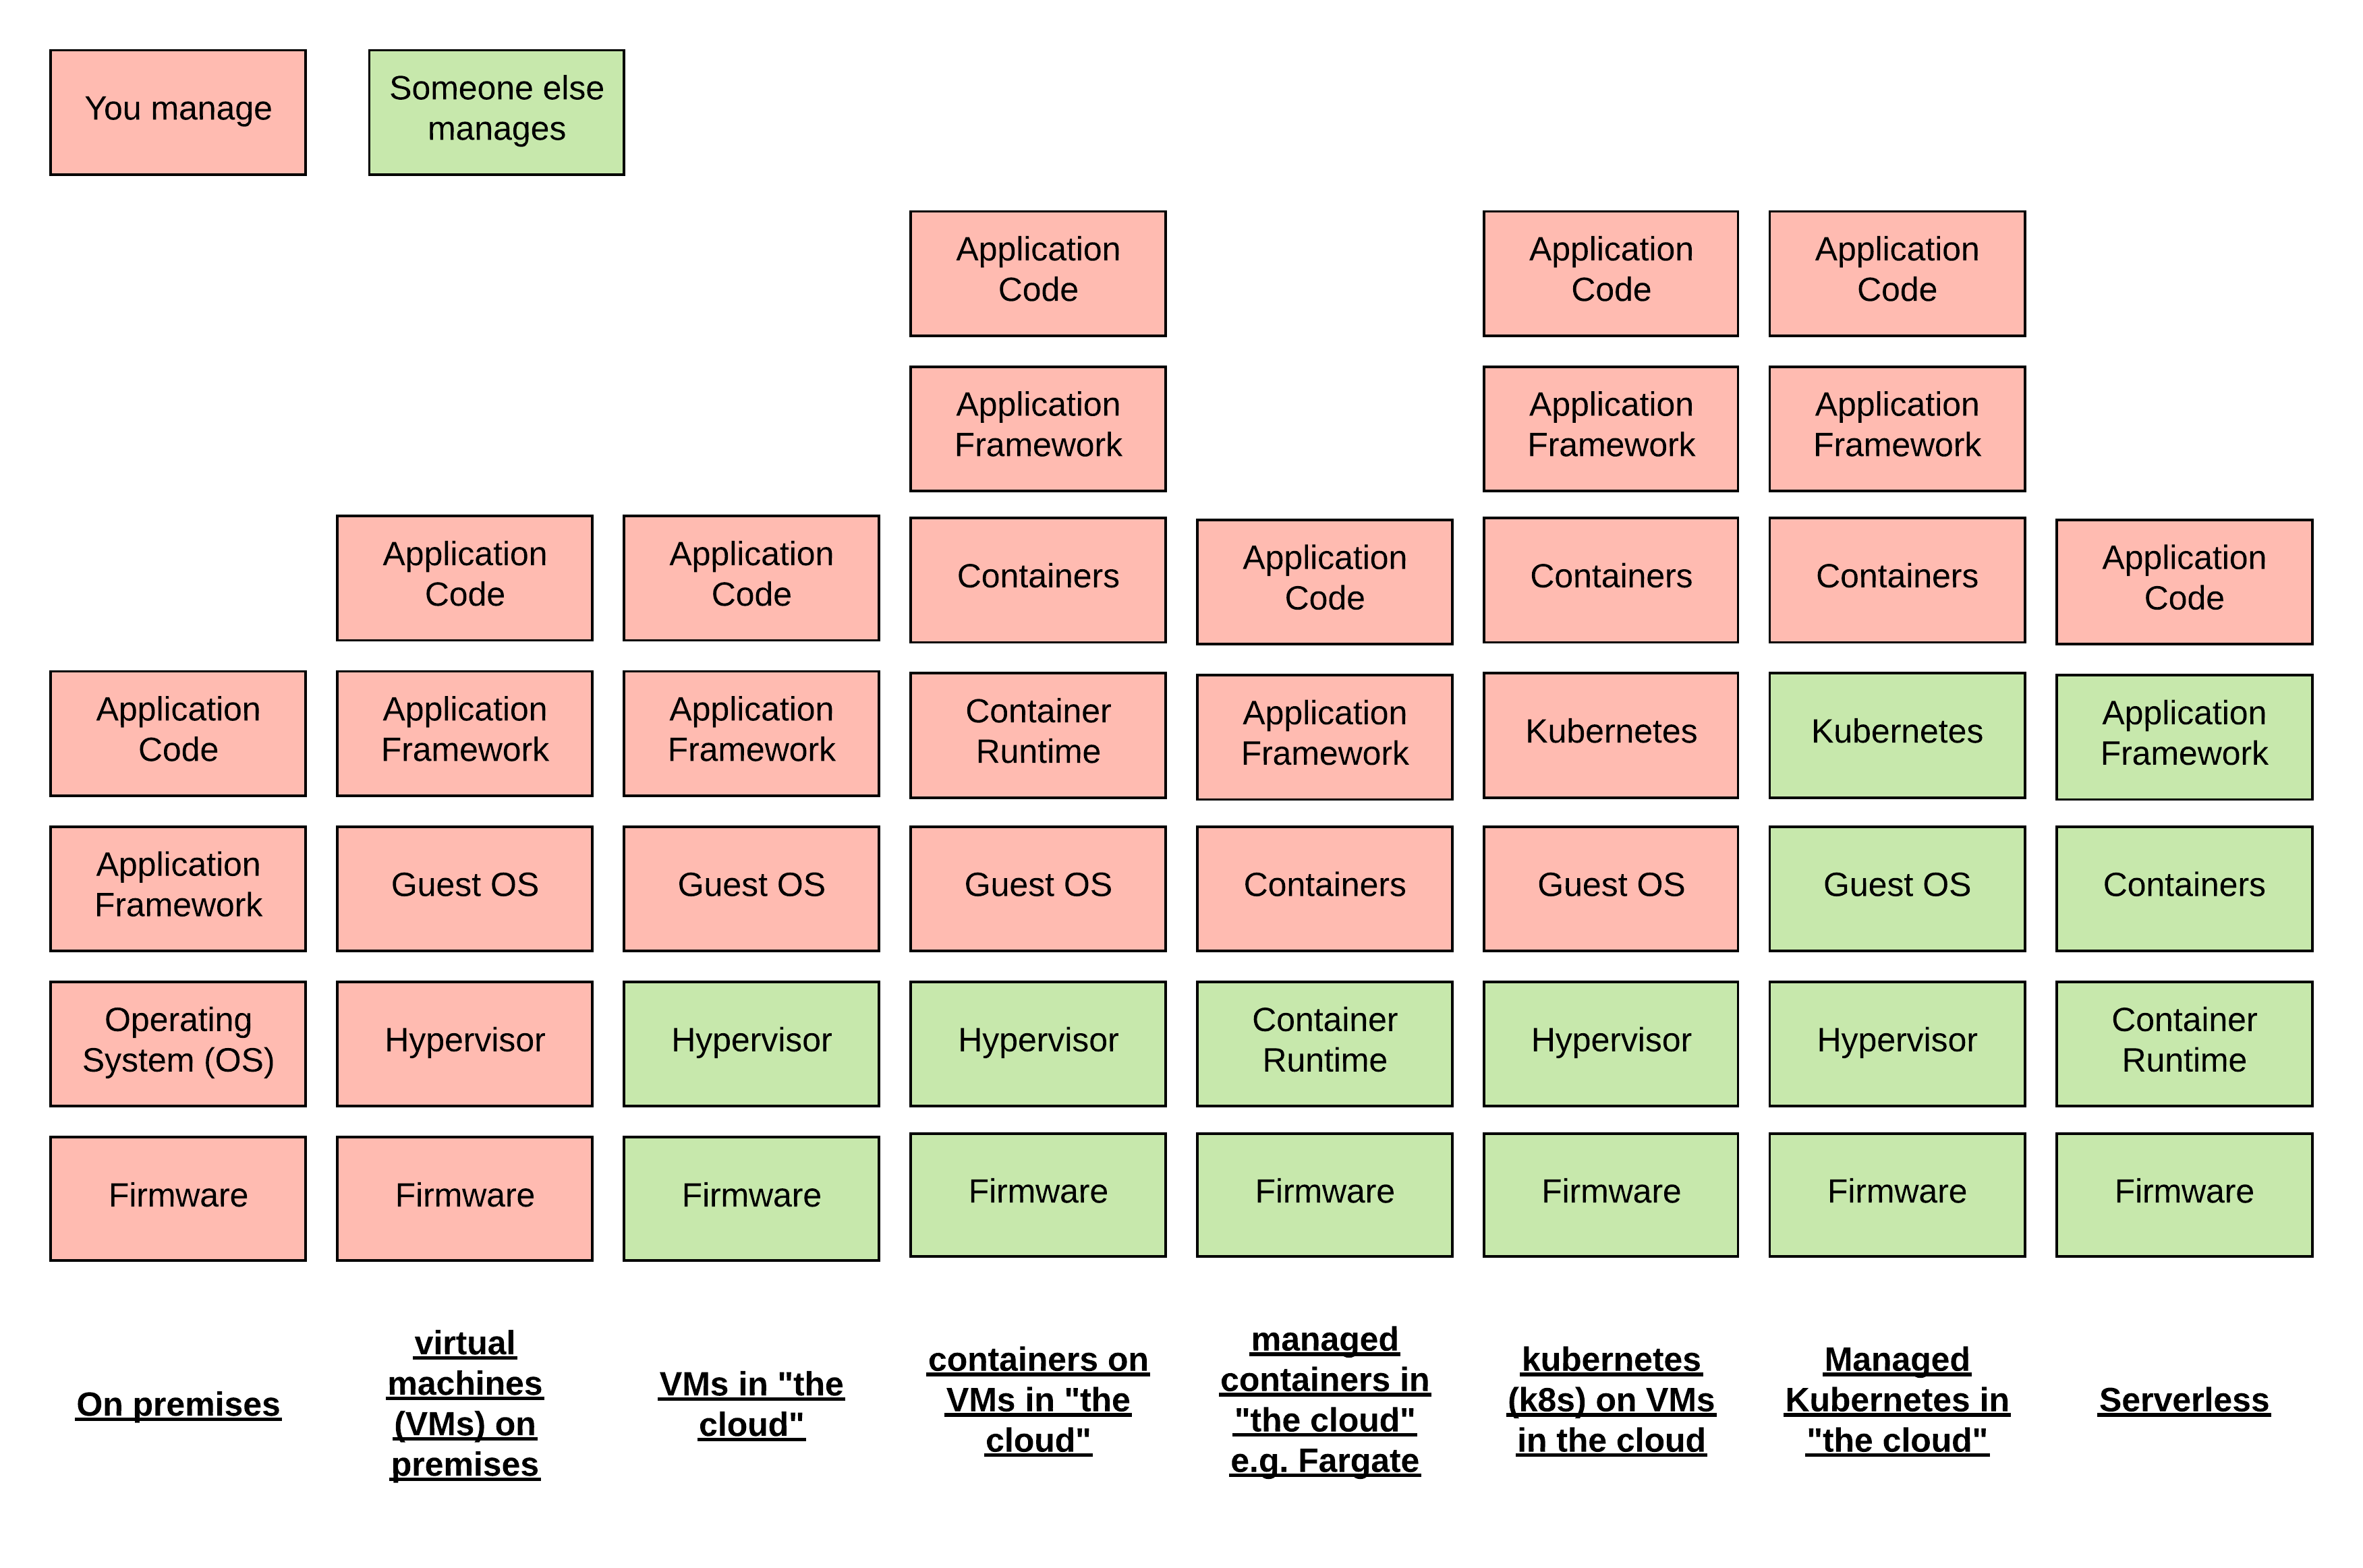 You manage
Someone else
manages
Application
Code
Application
Code
Application
Code
Application
Framework
Application
Framework
Application
Framework
Application
Code
Application
Code
Containers
Application
Code
Containers
Containers
Application
Code
Application
Code
Application
Framework
Application
Framework
Container
Runtime
Application
Framework
Kubernetes
Kubernetes
Application
Framework
Application
Framework
Guest OS
Guest OS
Guest OS
Containers
Guest OS
Guest OS
Containers
Operating
System (OS)
Hypervisor
Hypervisor
Hypervisor
Container
Runtime
Hypervisor
Hypervisor
Container
Runtime
Firmware
Firmware
Firmware
Firmware
Firmware
Firmware
Firmware
Firmware
On premises
virtual
machines
(VMs) on
premises
VMs in "the
cloud"
containers on
VMs in "the
cloud"
managed
containers in
"the cloud"
e.g. Fargate
kubernetes
(k8s) on VMs
in the cloud
Managed
Kubernetes in
"the cloud"
Serverless